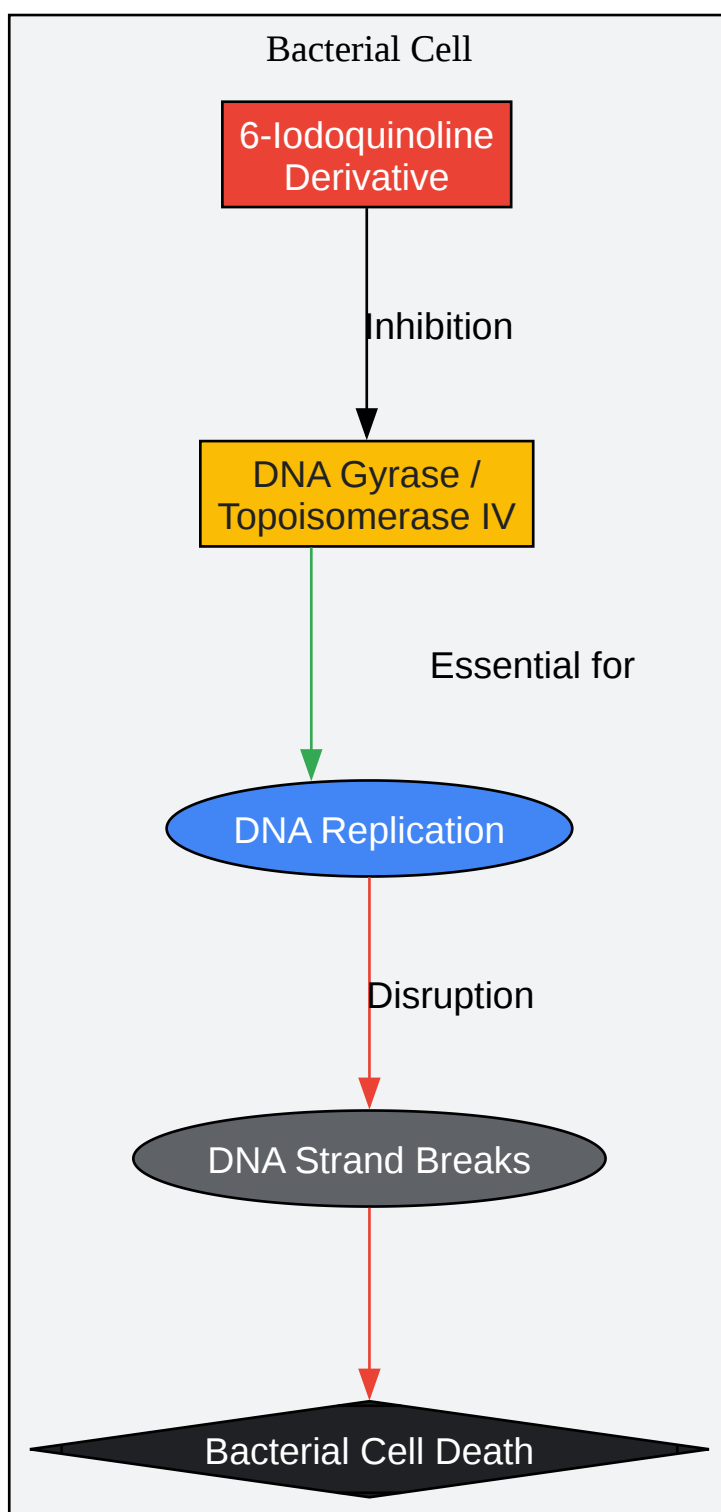 Bacterial Cell
6-Iodoquinoline
Derivative
Inhibition
DNA Gyrase /
Topoisomerase IV
Essential for
DNA Replication
Disruption
DNA Strand Breaks
Bacterial Cell Death